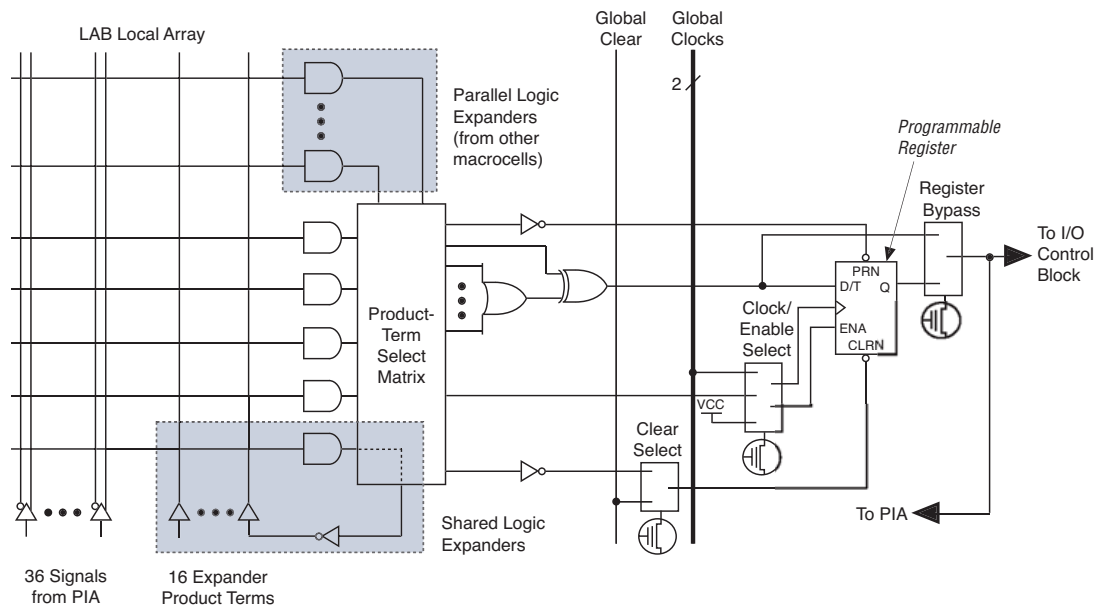 LAB Local Array
Global
Clear
Global
Clocks
2
Parallel Logic
Expanders
(from other
macrocells)
Programmable
Register
Register
Bypass
To I/O
Control
Block
PRN
D/T
Q
ENA
CLRN
Clock/
Enable
Select
Product-
Term
Select
Matrix
VCC
Clear
Select
To PIA
Shared Logic
Expanders
36 Signals
from PIA
16 Expander
Product Terms